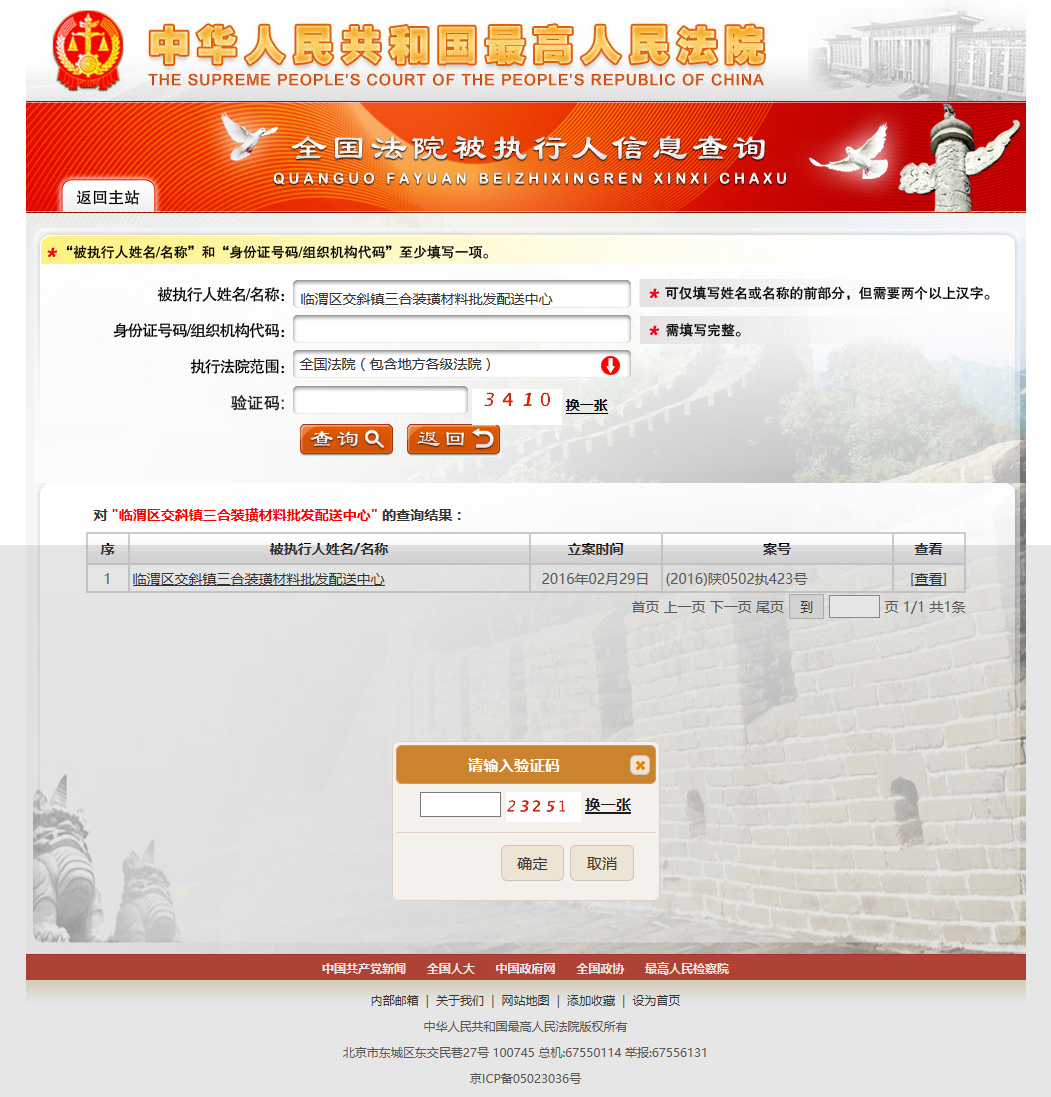 中华人民共和国最高人民法院
THE SUPREME PEOPLE'S COURT OF THE PEOPLE'S REPUBLIC OF CHINA
全国法院被执行人信息查询
QUANGUO FAYUAN BEIZHIXINGREN XINXI CHAXU
返回主站
* “被执行人姓名/名称”和“身份证号码/组织机构代码”至少填写一项。
被执行人姓名/名称: 临渭区交斜镇三合装璜材料批发配送中心 * 可仅填写姓名或名称的前部分，但需要两个以上汉字。
身份证号码/组织机构代码: * 需填写完整。
执行法院范围: 全国法院（包含地方各级法院）
验证码: 3410 换一张
查询 返回
对 "临渭区交斜镇三合装璜材料批发配送中心" 的查询结果：
序 被执行人姓名/名称 立案时间 案号 查看
1 临渭区交斜镇三合装璜材料批发配送中心 2016年02月29日 (2016)陕0502执423号 [查看]
首页 上一页 下一页 尾页 到 页 1/1 共1条
请输入验证码
23251 换一张
确定 取消
中国共产党新闻 全国人大 中国政府网 全国政协 最高人民检察院
内部邮箱 | 关于我们 | 网站地图 | 添加收藏 | 设为首页
中华人民共和国最高人民法院版权所有
北京市东城区东交民巷27号 100745 总机:67550114 举报:67556131
京ICP备05023036号